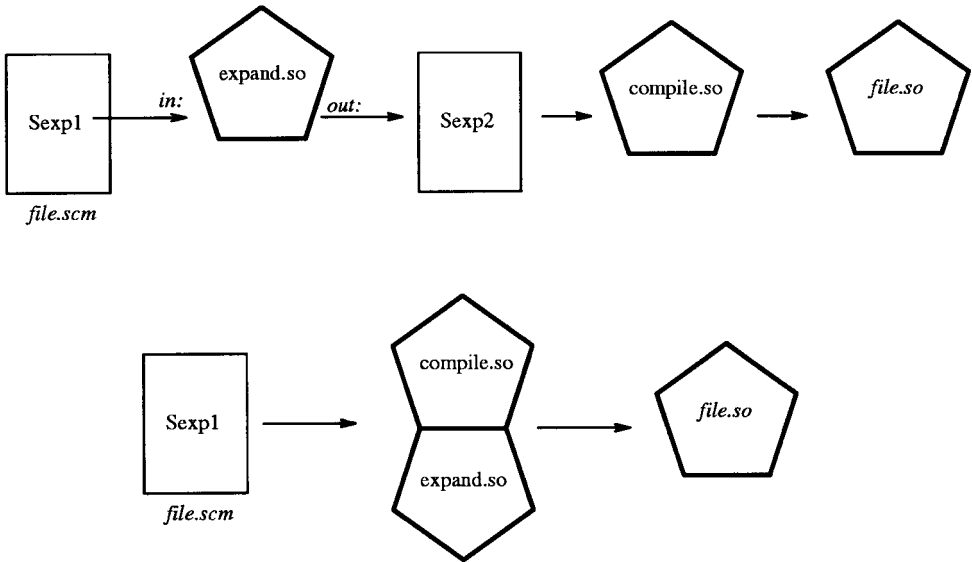 expand.so
in:
out:
Sexp1
Sexp2
compile.so
file.so
file.scm
compile.so
Sexp1
file.so
expand.so
file.scm